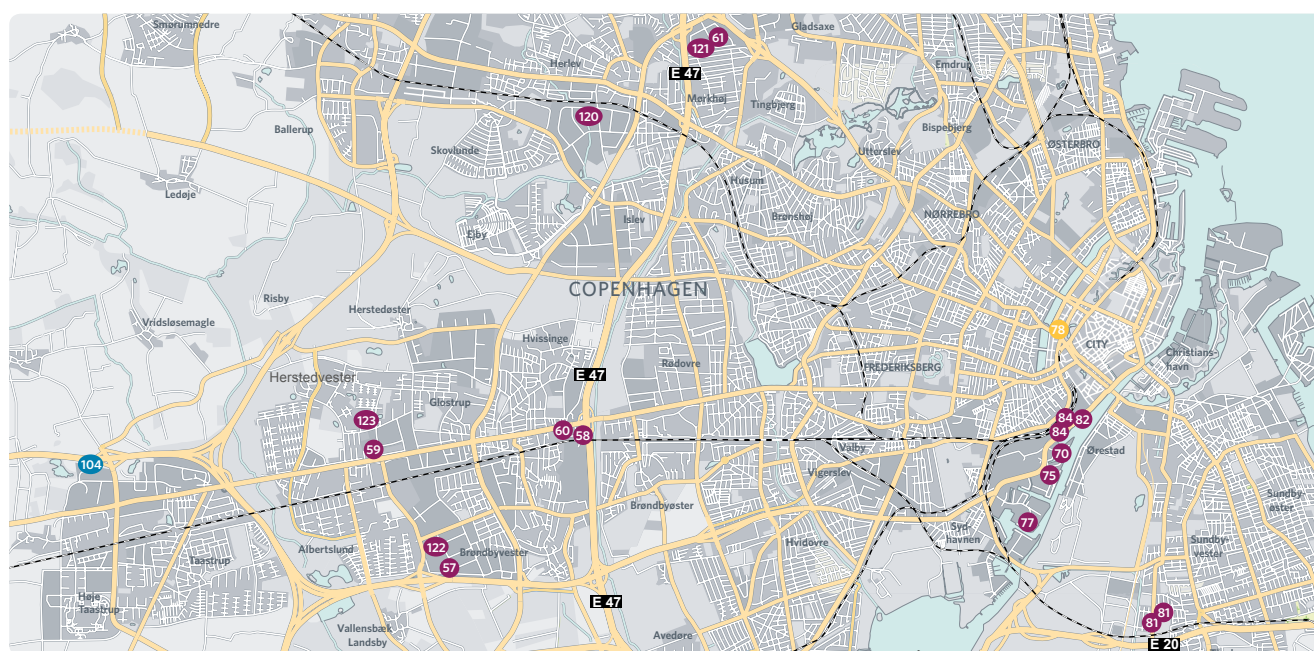 Smørumnedre
Gladsaxe
61
121
Herlev
Emdrup
E 47
Mørkhøj
Tingbjerg
120
Ballerup
Bispebjerg
ØSTERBRO
Skovlunde
Utterslev
Husum
Ledøje
Islev
Brønshøj
NØRREBRO
Ejby
COPENHAGEN
Risby
Herstedøster
Vridsløsemagle
78
Hvissinge
CITY
Rødovre
Christians-
havn
FREDERIKSBERG
E 47
Herstedvester
Glostrup
123
84
82
60
58
84
59
Valby
70
Ørestad
104
Vigerslev
75
Sundby-
øster
Brøndbyøster
77
Syd-
havnen
Sundby-
vester
Hvidovre
122
Albertslund
Brøndbyvester
Taastrup
57
Høje
Taastrup
E 47
81
81
Vallensbæk
Landsby
Avedøre
E 20